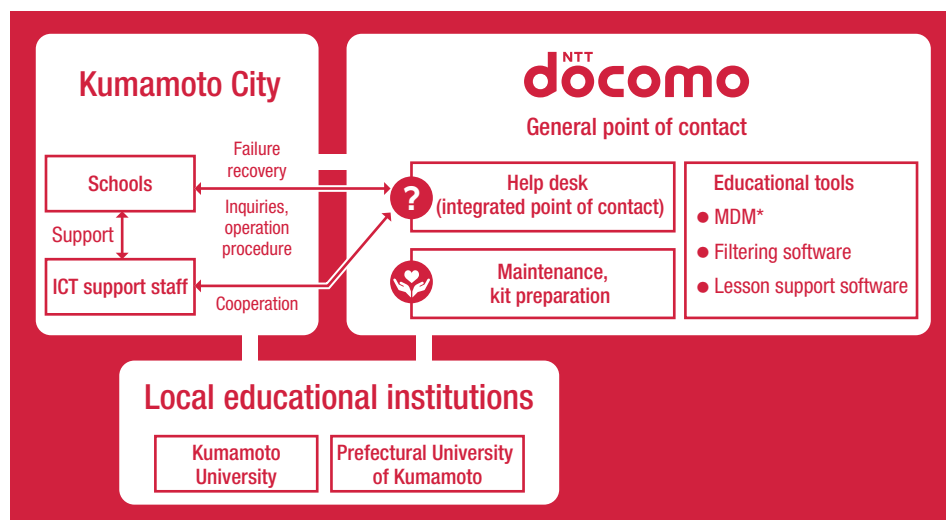 Kumamoto City
Schools
Support
ICT support staff
Failure
recovery
Inquiries,
operation
procedure
Cooperation
NTT
docomo
General point of contact
?
Help desk
(integrated point of contact)
Maintenance,
kit preparation
Educational tools
● MDM*
● Filtering software
● Lesson support software
Local educational institutions
Kumamoto
University
Prefectural University
of Kumamoto